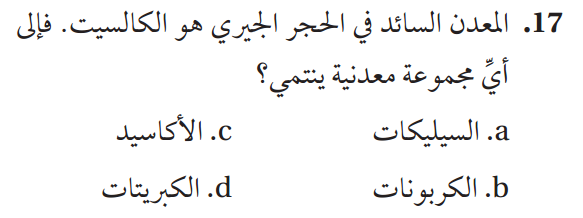 17. المعدن السائد في الحجر الجيري هو الكالسيت. فإلى
أيِّ مجموعة معدنية ينتمي؟
a. السيليكات c. الأكاسيد
b. الكربونات d. الكبريتات